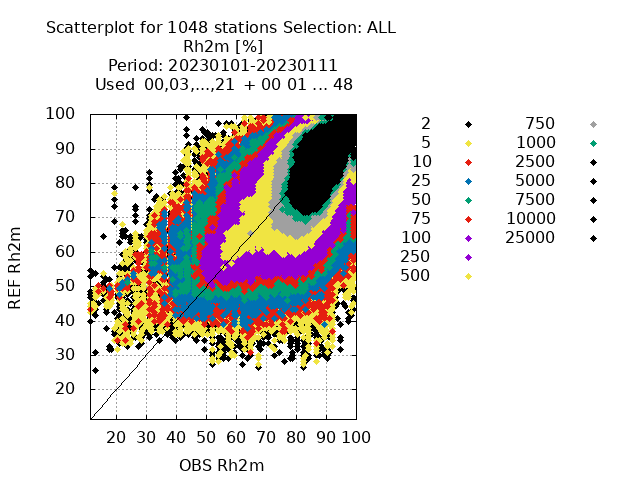 Scatterplot for 1048 stations Selection: ALL
Rh2m [%]
Period: 20230101-20230111
Used 00,03,...,21 + 00 01 ... 48
100
90
80
70
60
50
40
30
20
REF Rh2m
20 30 40 50 60 70 80 90 100
OBS Rh2m
2 750
5 1000
10 2500
25 5000
50 7500
75 10000
100 25000
250
500